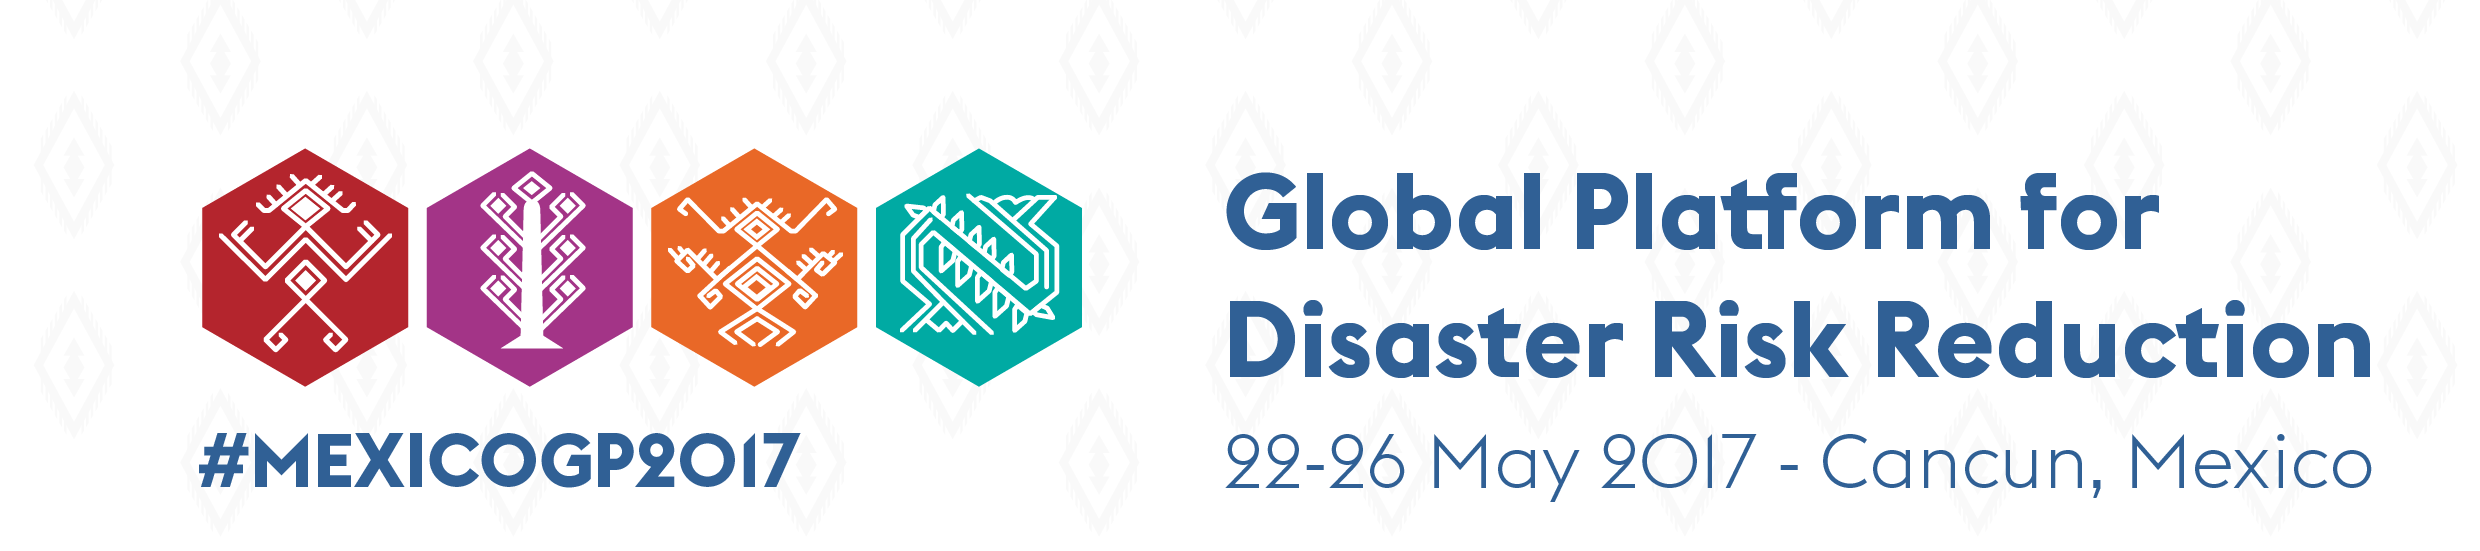 #MEXICOGP2017
Global Platform for
Disaster Risk Reduction
22-26 May 2017 - Cancun, Mexico